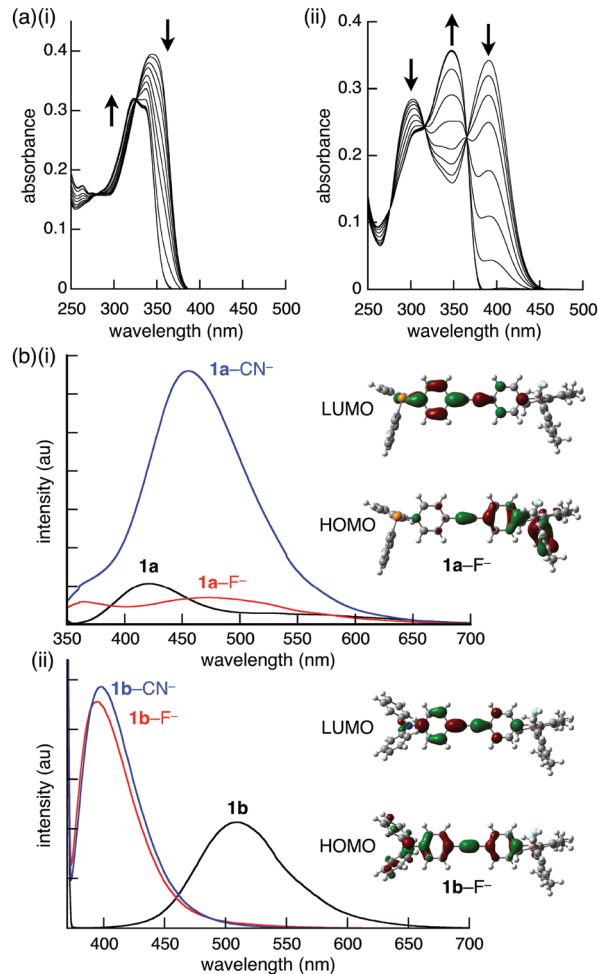 (a)(i)
0.4
0.3
0.2
0.1
0
absorbance
250 300 350 400 450 500
wavelength (nm)
(ii)
0.4
0.3
0.2
0.1
0
absorbance
250 300 350 400 450 500
wavelength (nm)
(b)(i)
1a–CN⁻
1a
1a–F⁻
intensity (au)
350 400 450 500 550 600 650 700
wavelength (nm)
LUMO
HOMO
1a–F⁻
(ii)
1b–CN⁻
1b–F⁻
1b
intensity (au)
400 450 500 550 600 650 700
wavelength (nm)
LUMO
HOMO
1b–F⁻